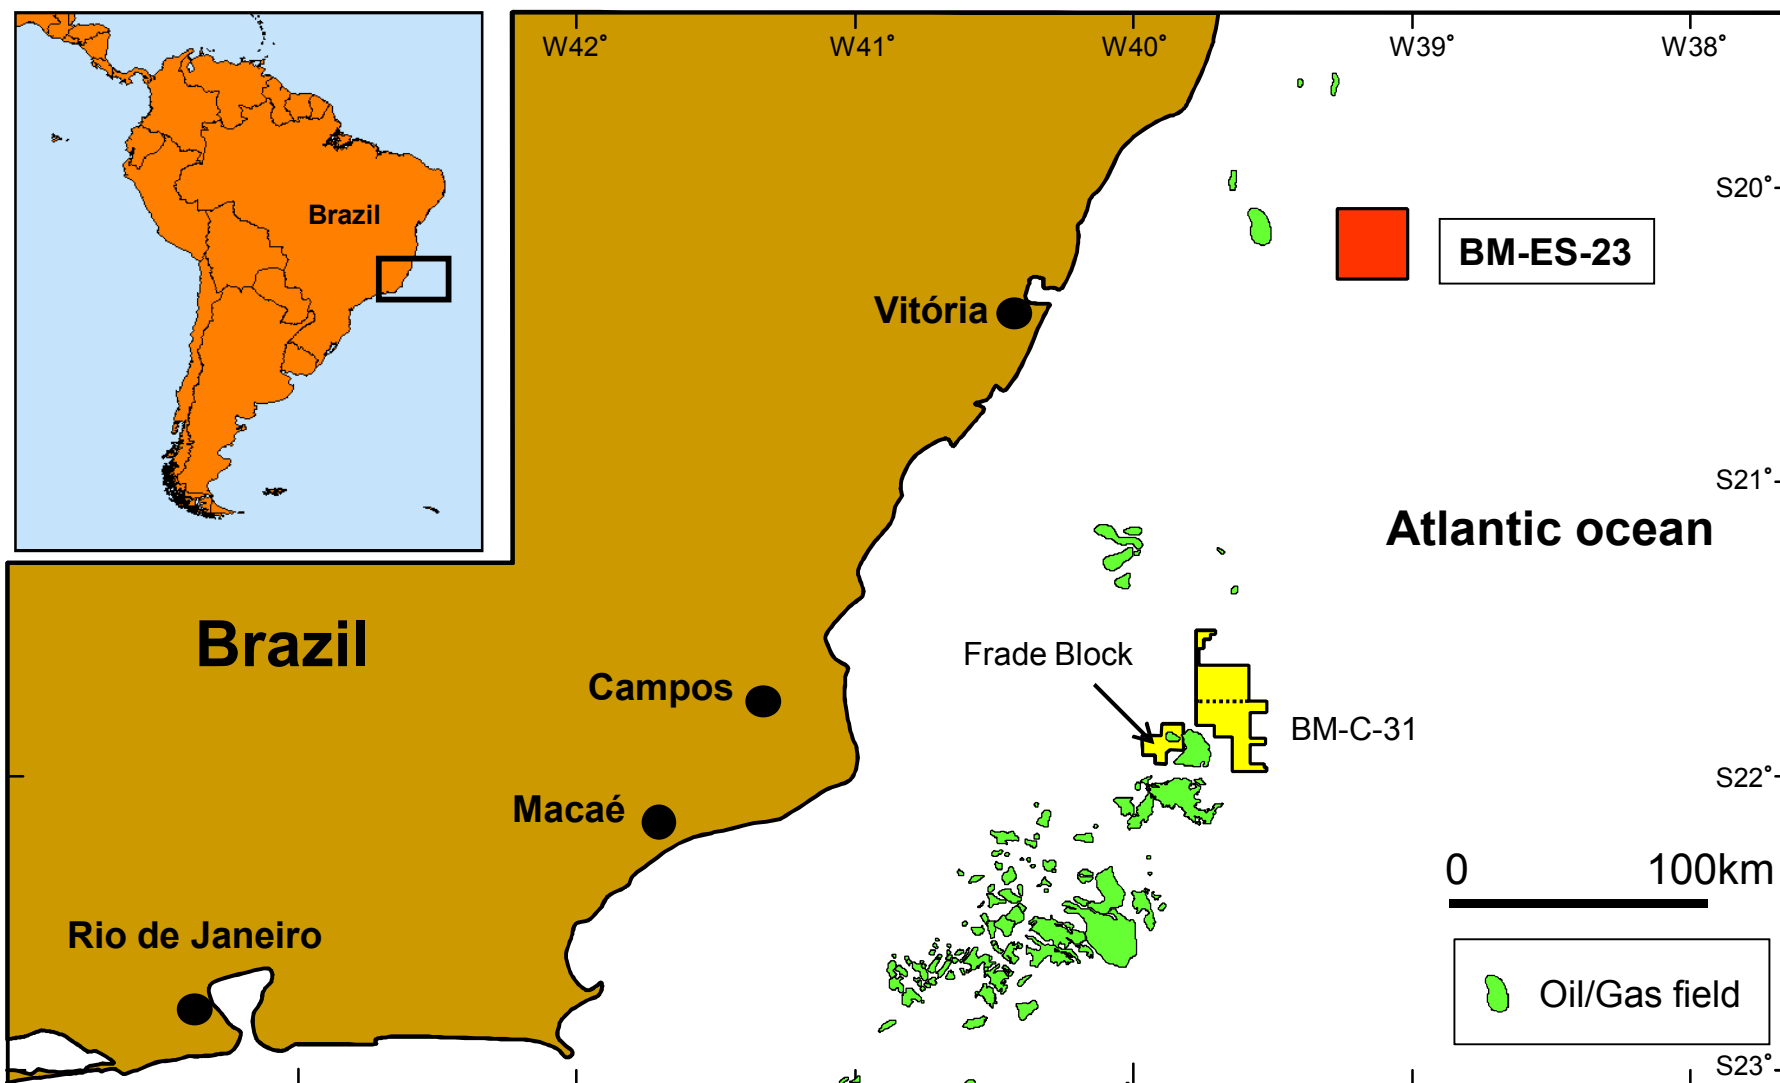 W42°
W41°
W40°
W39°
W38°
Brazil
S20°
BM-ES-23
Vitória
S21°
Atlantic ocean
Brazil
Frade Block
Campos
BM-C-31
S22°
Macaé
0
100km
Rio de Janeiro
Oil/Gas field
S23°